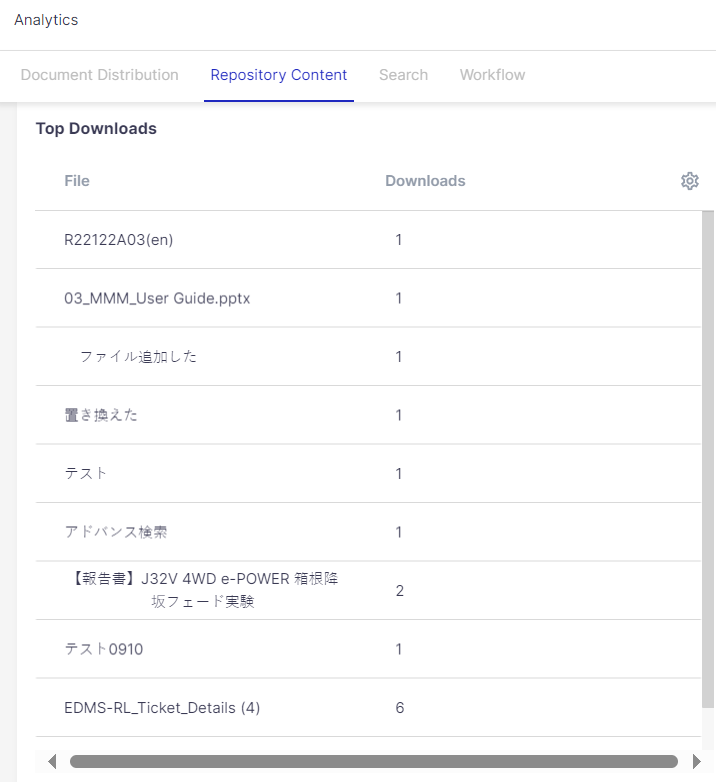 Analytics
Document Distribution Repository Content Search Workflow
Top Downloads
File Downloads
R22122A03(en) 1
03_MMM_User Guide.pptx 1
ファイル追加した 1
置き換えた 1
テスト 1
アドバンス検索 1
【報告書】J32V 4WD e-POWER 箱根降
坂フェード実験 2
テスト0910 1
EDMS-RL_Ticket_Details (4) 6